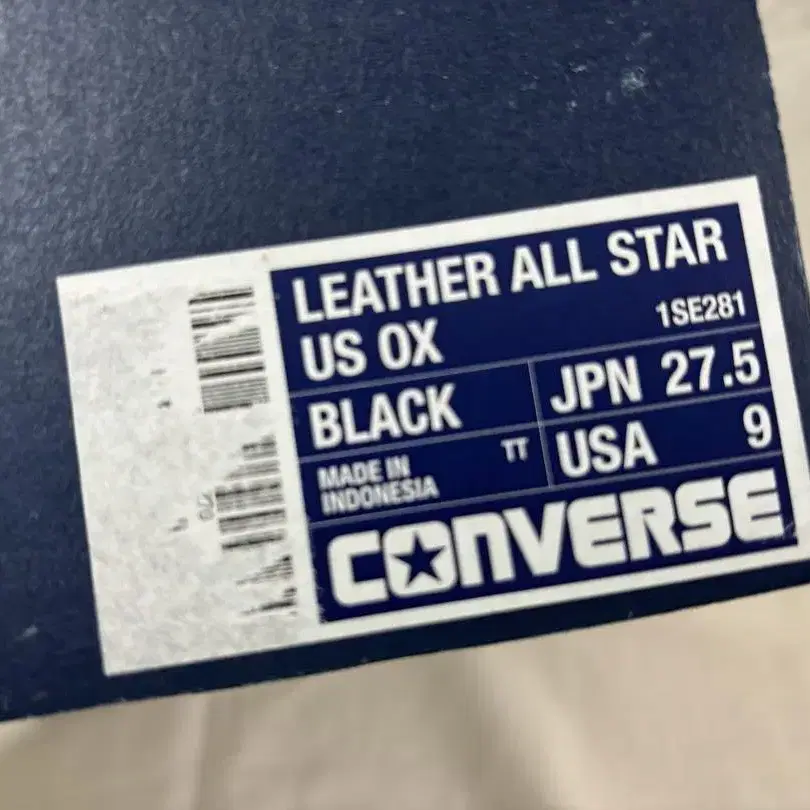 LEATHER ALL STAR
US OX
1SE281
BLACK
JPN 27.5
MADE IN
INDONESIA
TT
USA 9
CONVERSE